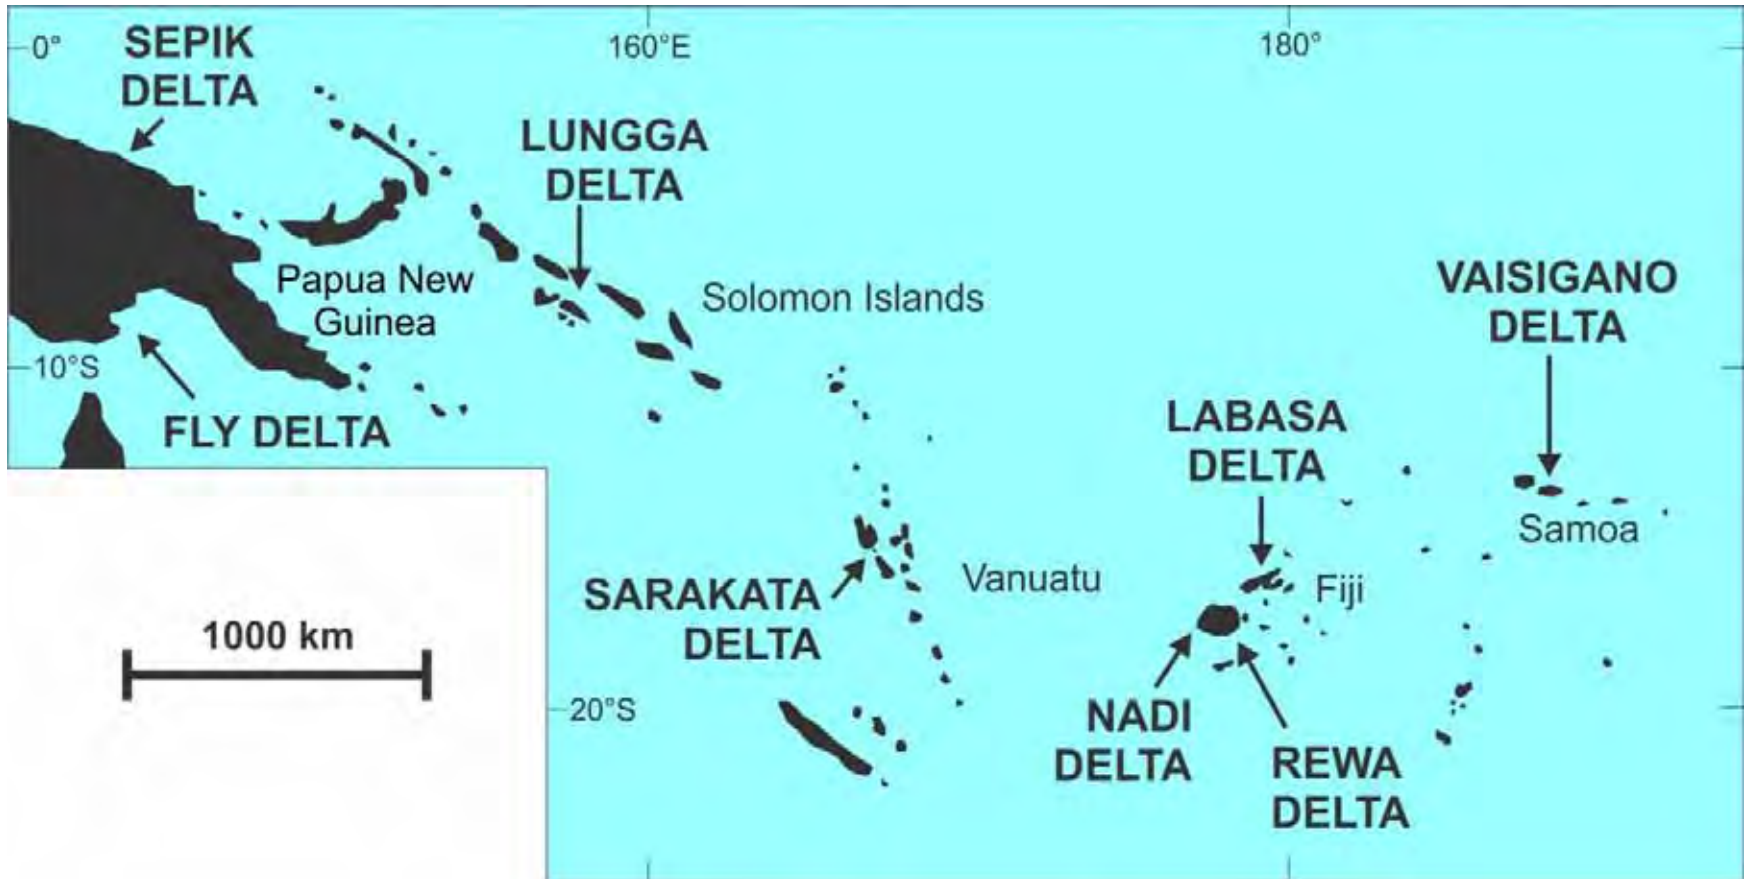 0°
SEPIK
DELTA
160°E
180°
LUNGGA
DELTA
Papua New
Guinea
Solomon Islands
VAISIGANO
DELTA
10°S
FLY DELTA
LABASA
DELTA
Samoa
SARAKATA
DELTA
Vanuatu
Fiji
1000 km
20°S
NADI
DELTA
REWA
DELTA